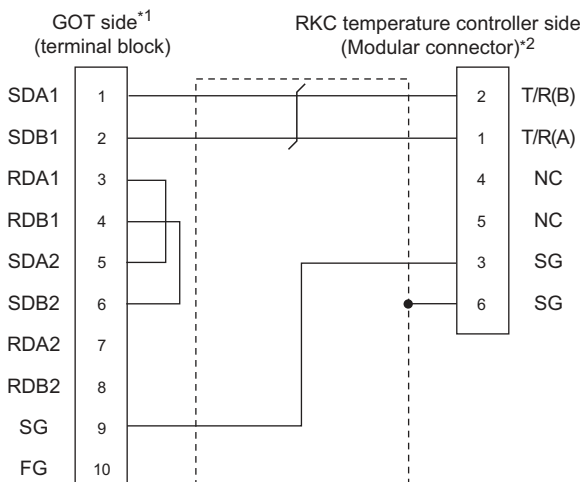 GOT side*1
(terminal block)
RKC temperature controller side
(Modular connector)*2
SDA1 1 2 T/R(B)
SDB1 2 1 T/R(A)
RDA1 3 4 NC
RDB1 4 5 NC
SDA2 5 3 SG
SDB2 6 6 SG
RDA2 7
RDB2 8
SG 9
FG 10